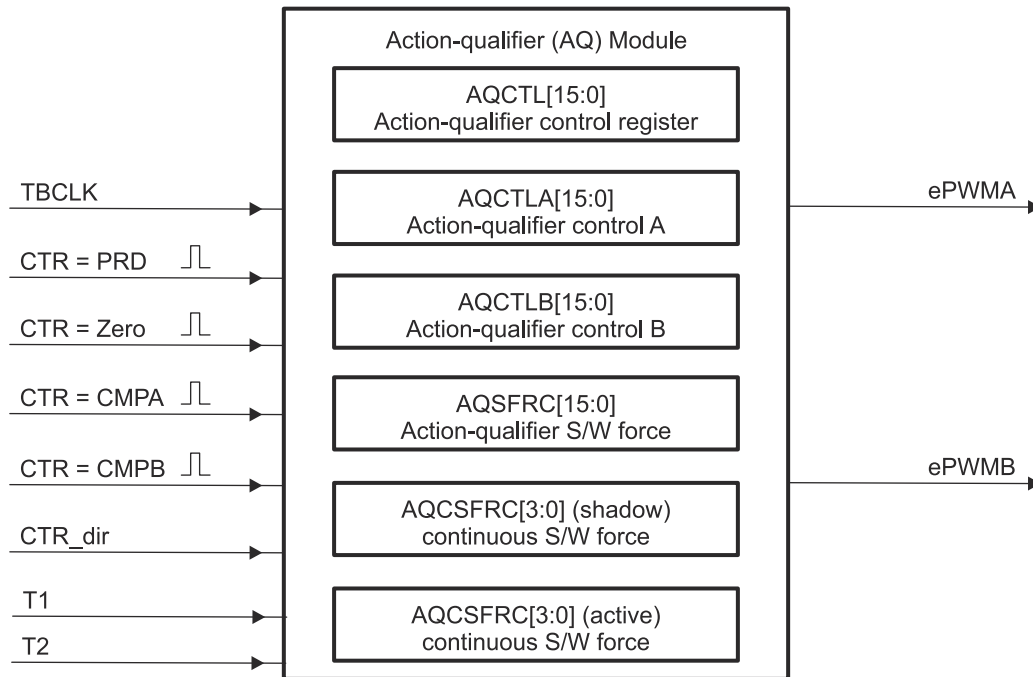 Action-qualifier (AQ) Module
AQCTL[15:0]
Action-qualifier control register
TBCLK
AQCTLA[15:0]
Action-qualifier control A
ePWMA
CTR = PRD
CTR = Zero
AQCTLB[15:0]
Action-qualifier control B
CTR = CMPA
AQSFRC[15:0]
Action-qualifier S/W force
CTR = CMPB
ePWMB
AQCSFRC[3:0] (shadow)
continuous S/W force
CTR_dir
T1
AQCSFRC[3:0] (active)
continuous S/W force
T2